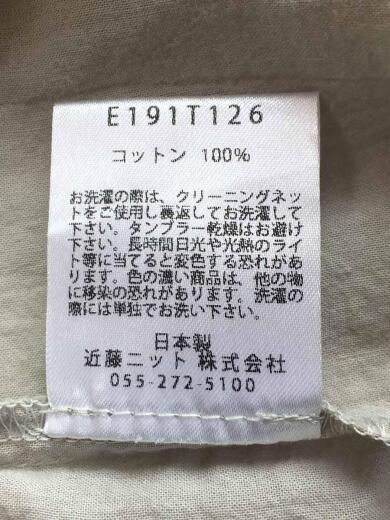 E191T126
コットン 100%
お洗濯の際は、クリーニングネッ
トをご使用し裏返してお洗濯して
下さい。タンブラー乾燥はお避け
下さい。長時間日光や光熱のライ
ト等に当てると変色する恐れがあ
ります。色の濃い商品は、他の物
に移染の恐れがあります。洗濯の
際には単独でお洗い下さい。
日本製
近藤ニット 株式会社
055-272-5100